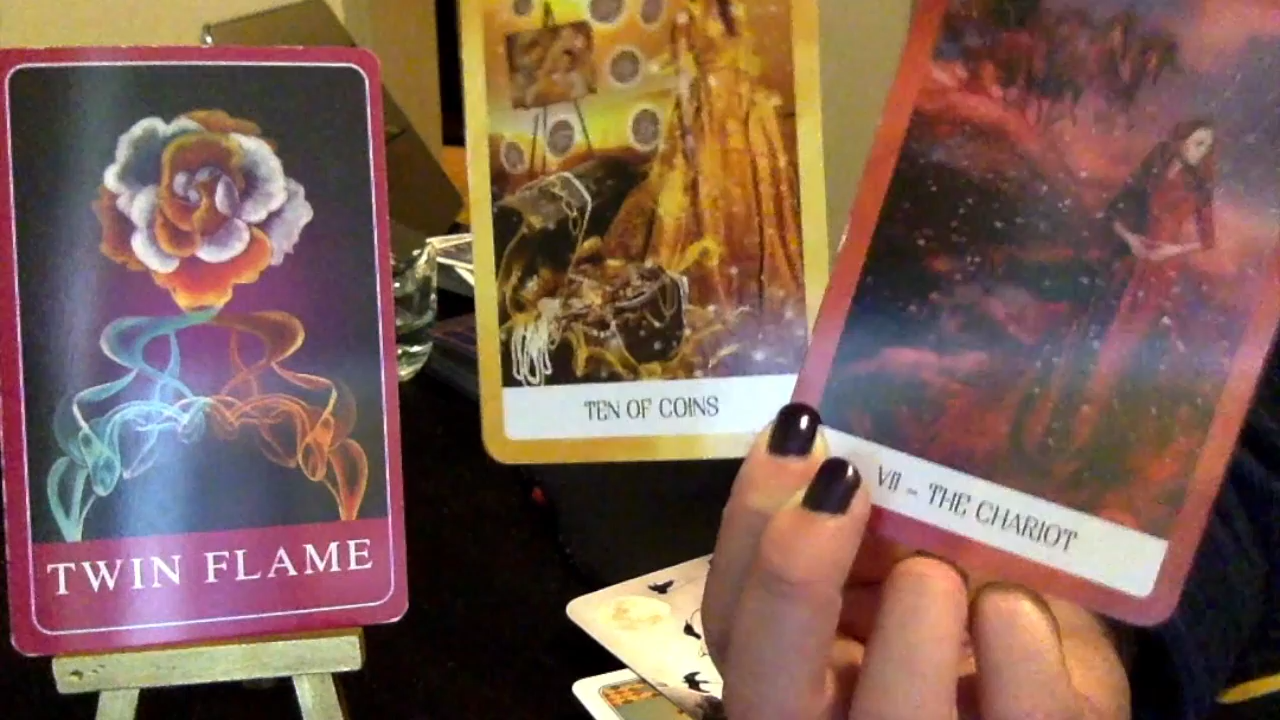 TWIN FLAME
TEN OF COINS
VII - THE CHARIOT